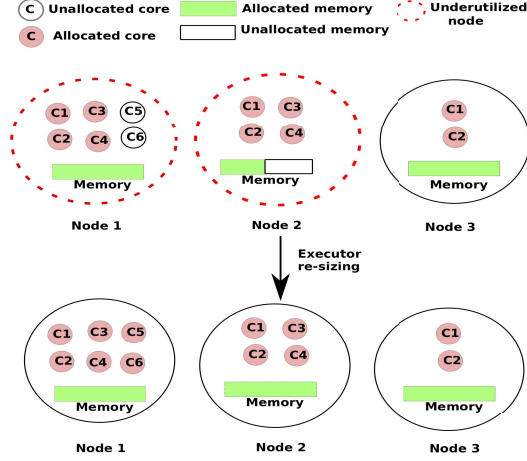 C Unallocated core
Allocated memory
Underutilized
node
C Allocated core
Unallocated memory
C1 C3 C5
C2 C4 C6
Memory
Node 1
C1 C3
C2 C4
Memory
Node 2
C1
C2
Memory
Node 3
Executor
re-sizing
C1 C3 C5
C2 C4 C6
Memory
Node 1
C1 C3
C2 C4
Memory
Node 2
C1
C2
Memory
Node 3